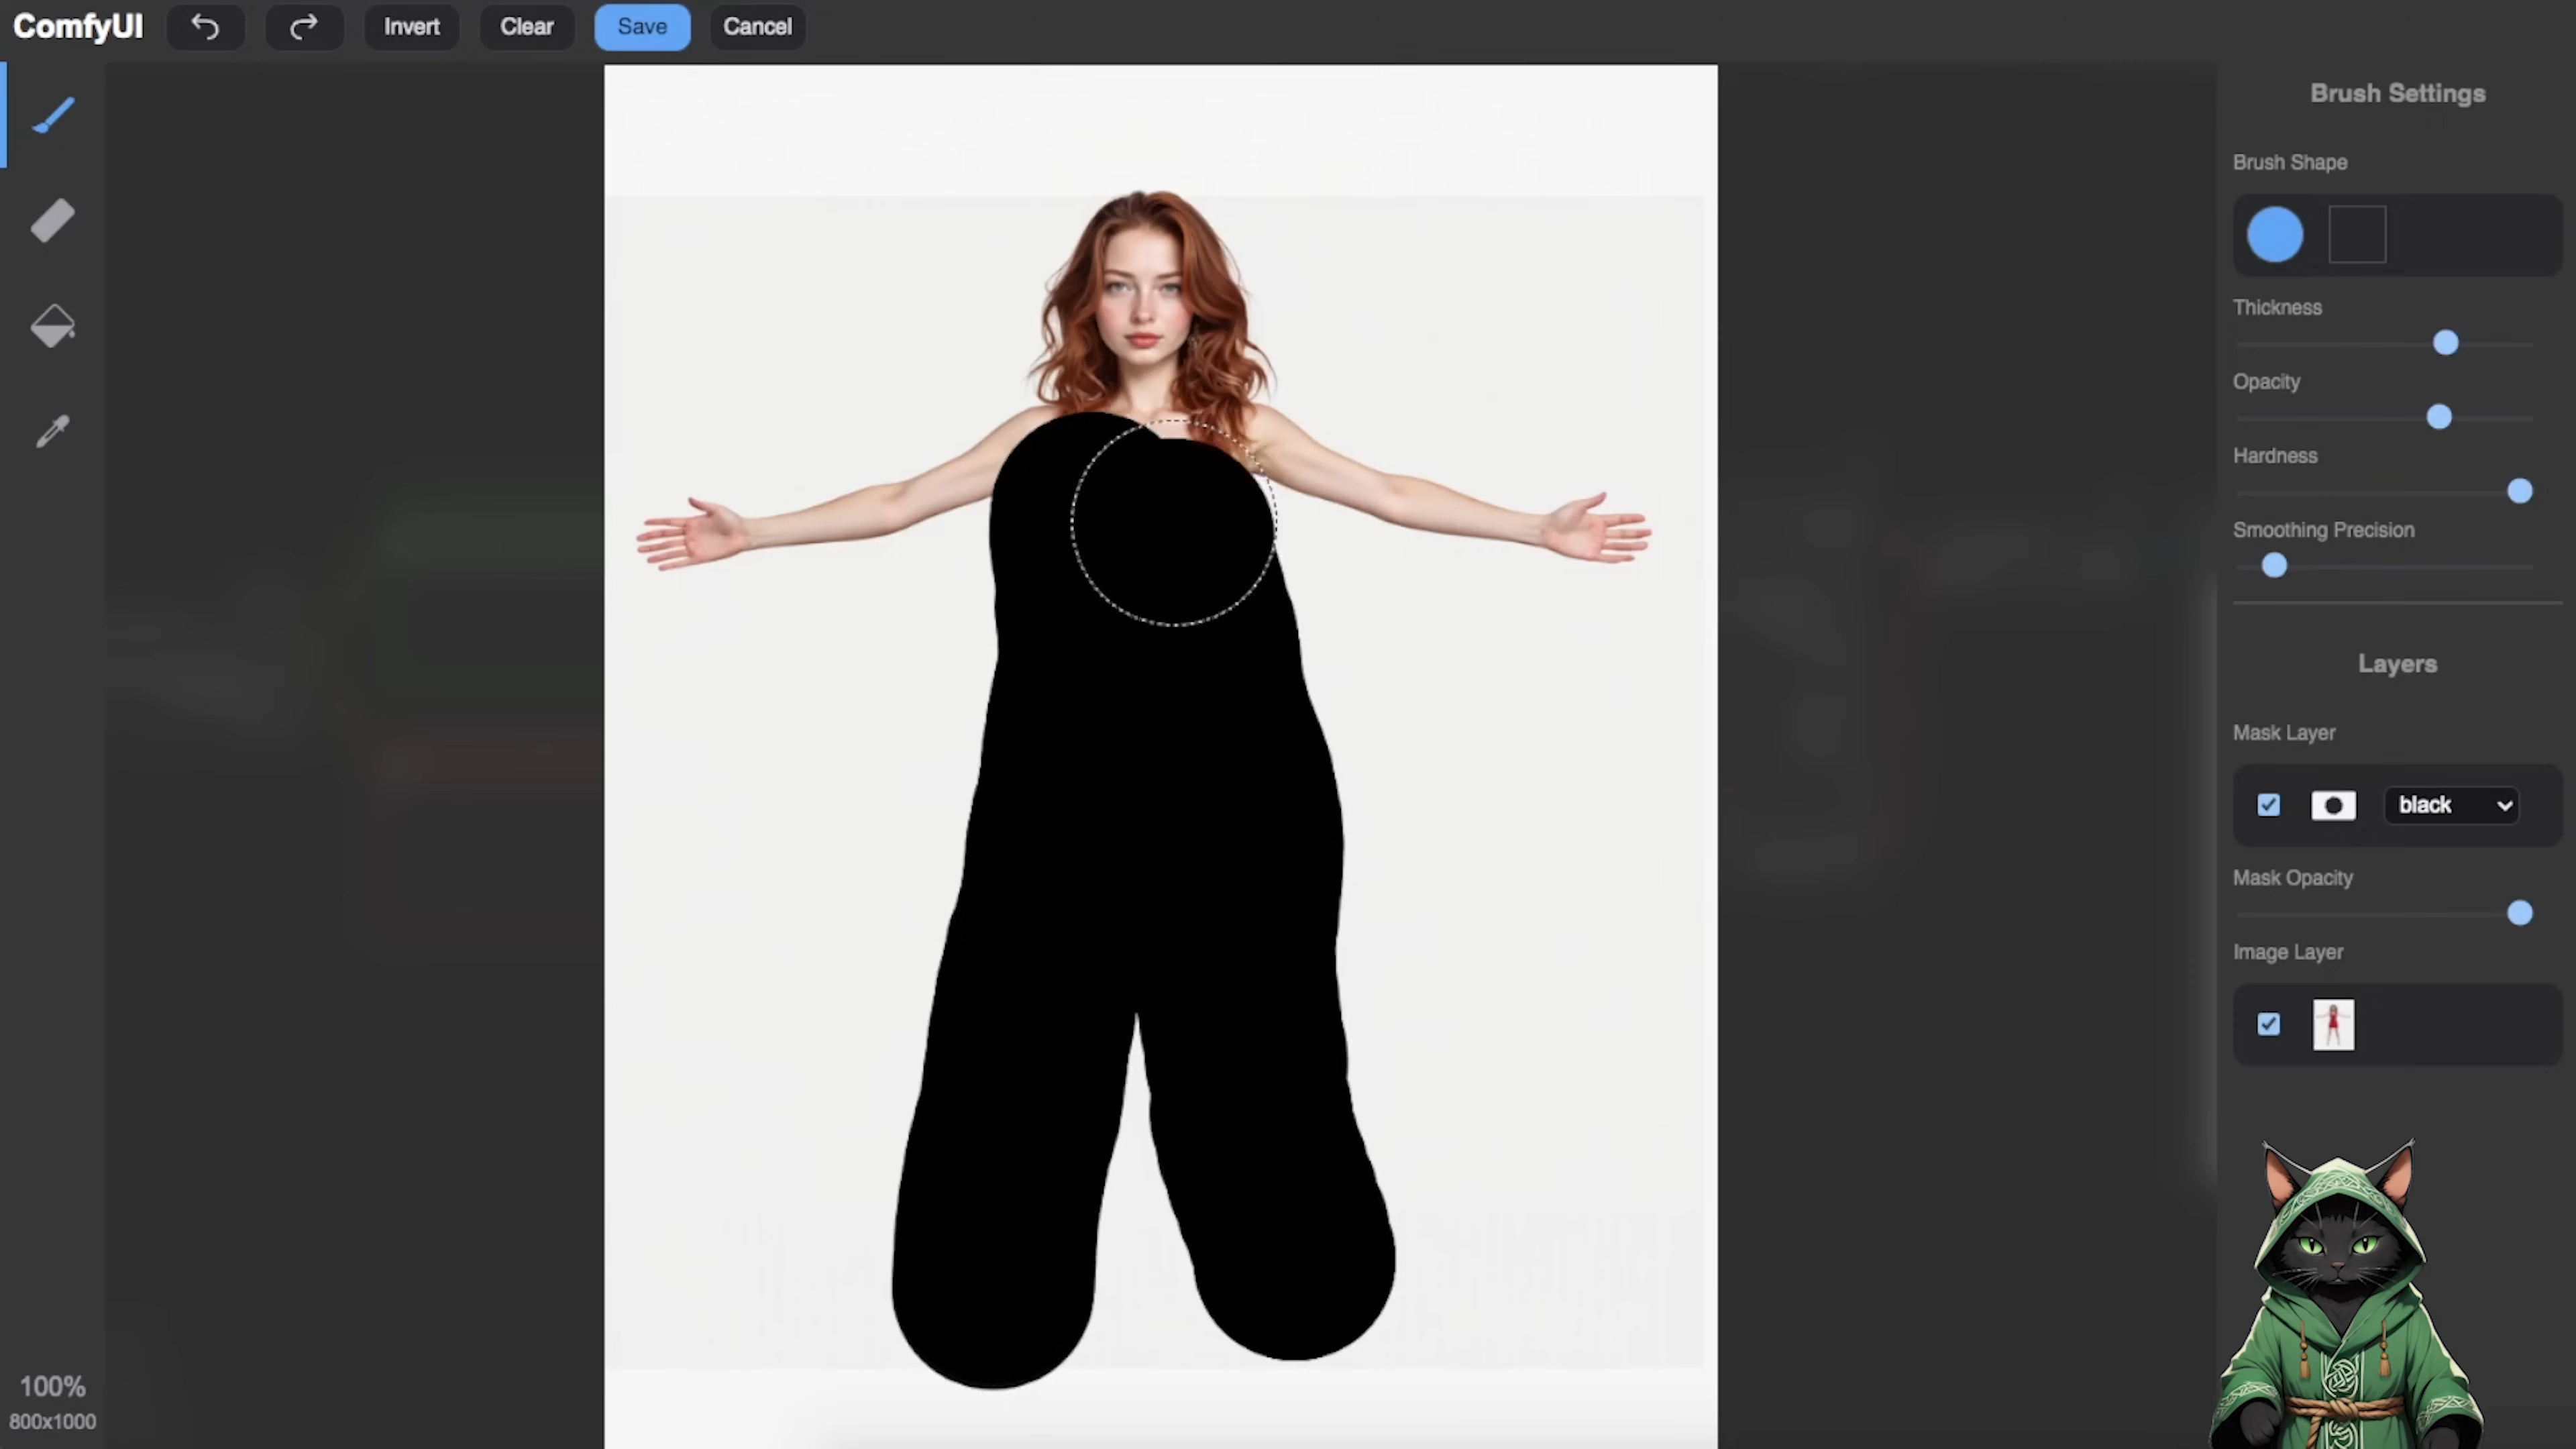 ComfyUI Invert Clear Save Cancel
Brush Settings
Brush Shape
Thickness
Opacity
Hardness
Smoothing Precision
Layers
Mask Layer
black
Mask Opacity
Image Layer
100%
800x1000